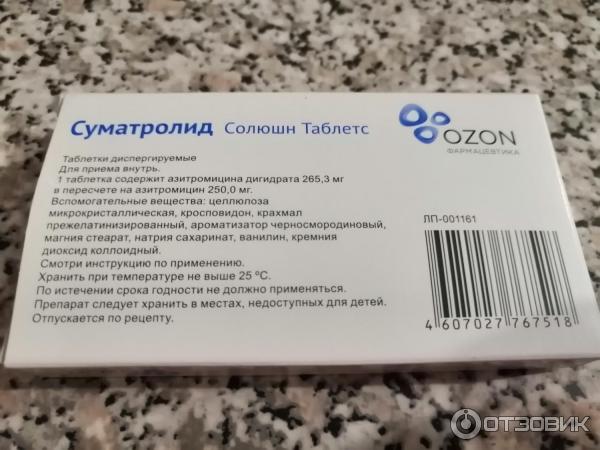 Суматролид Солюшн Таблетс
OZON
ФАРМАЦЕВТИКА
Таблетки диспергируемые
Для приема внутрь.
1 таблетка содержит азитромицина дигидрата 265,3 мг
в пересчете на азитромицин 250,0 мг.
Вспомогательные вещества: целлюлоза
микрокристаллическая, кросповидон, крахмал
прежелатинизированный, ароматизатор черносмородиновый,
магния стеарат, натрия сахаринат, ванилин, кремния
диоксид коллоидный.
Смотри инструкцию по применению.
Хранить при температуре не выше 25 ºС.
По истечении срока годности не должно применяться.
Препарат следует хранить в местах, недоступных для детей.
Отпускается по рецепту.
ЛП-001161
4 607027 767518
ОТЗОВИК